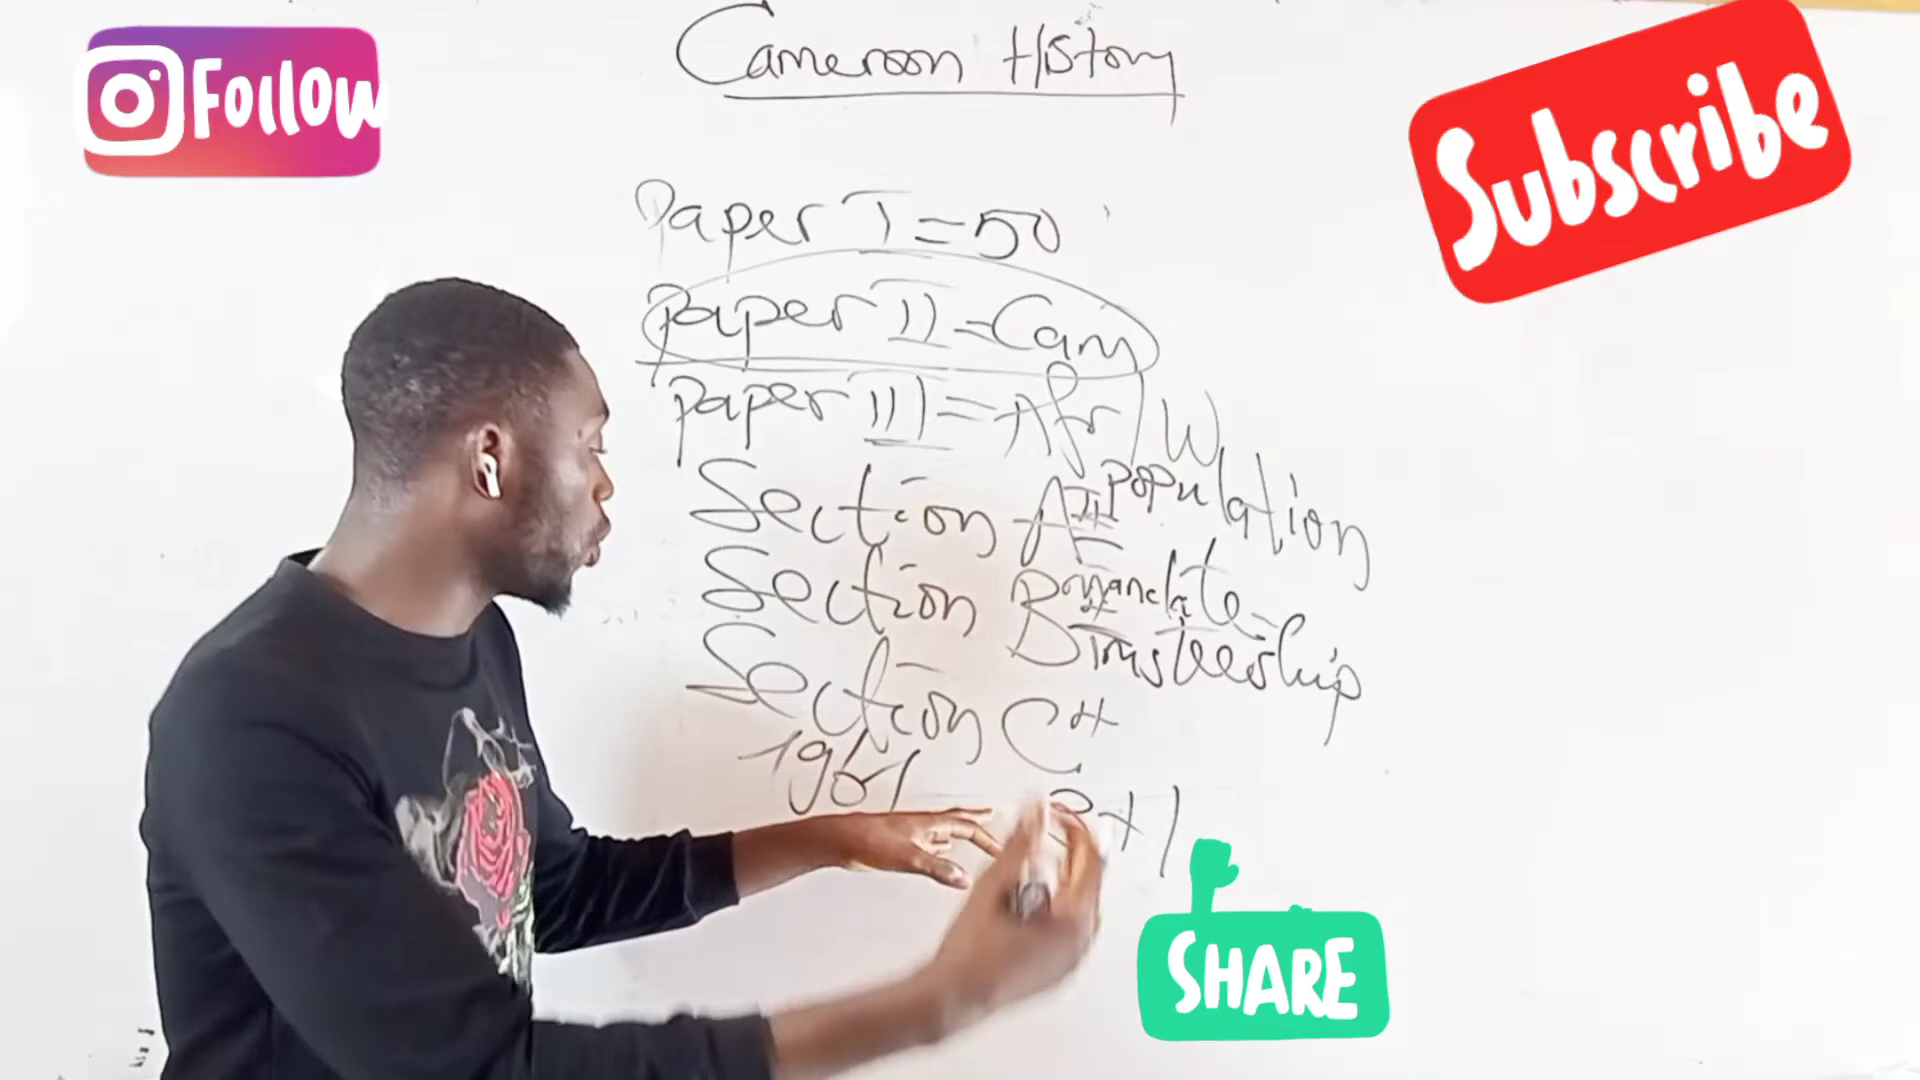 Cameroon History
Follow
Subscribe
Paper I = 50
Paper II = Cam
Paper III = Afr/W
Section A = Population
Section B Mandate
Trusteeship
Section C
1961
SHARE